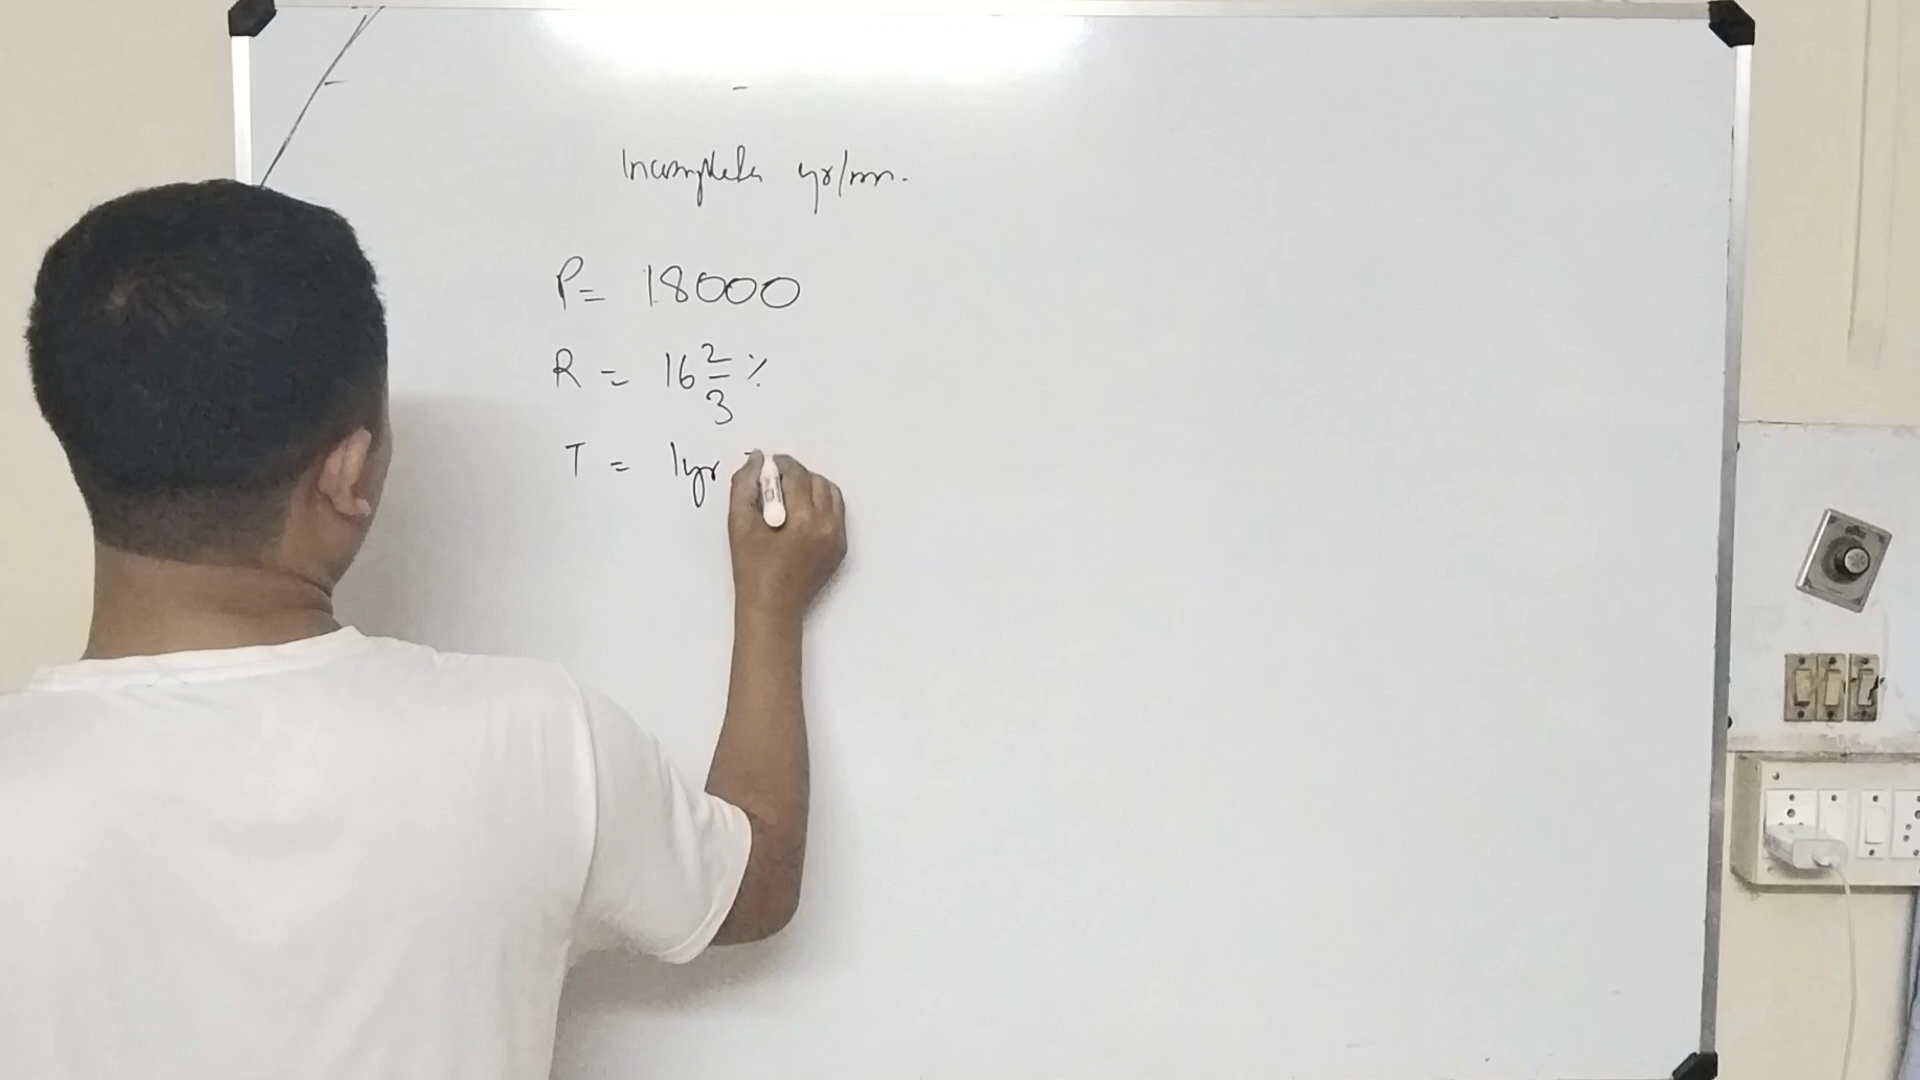 Incomplete yr/mn.
P= 18000
R = 16 2/3 %
T = 1yr